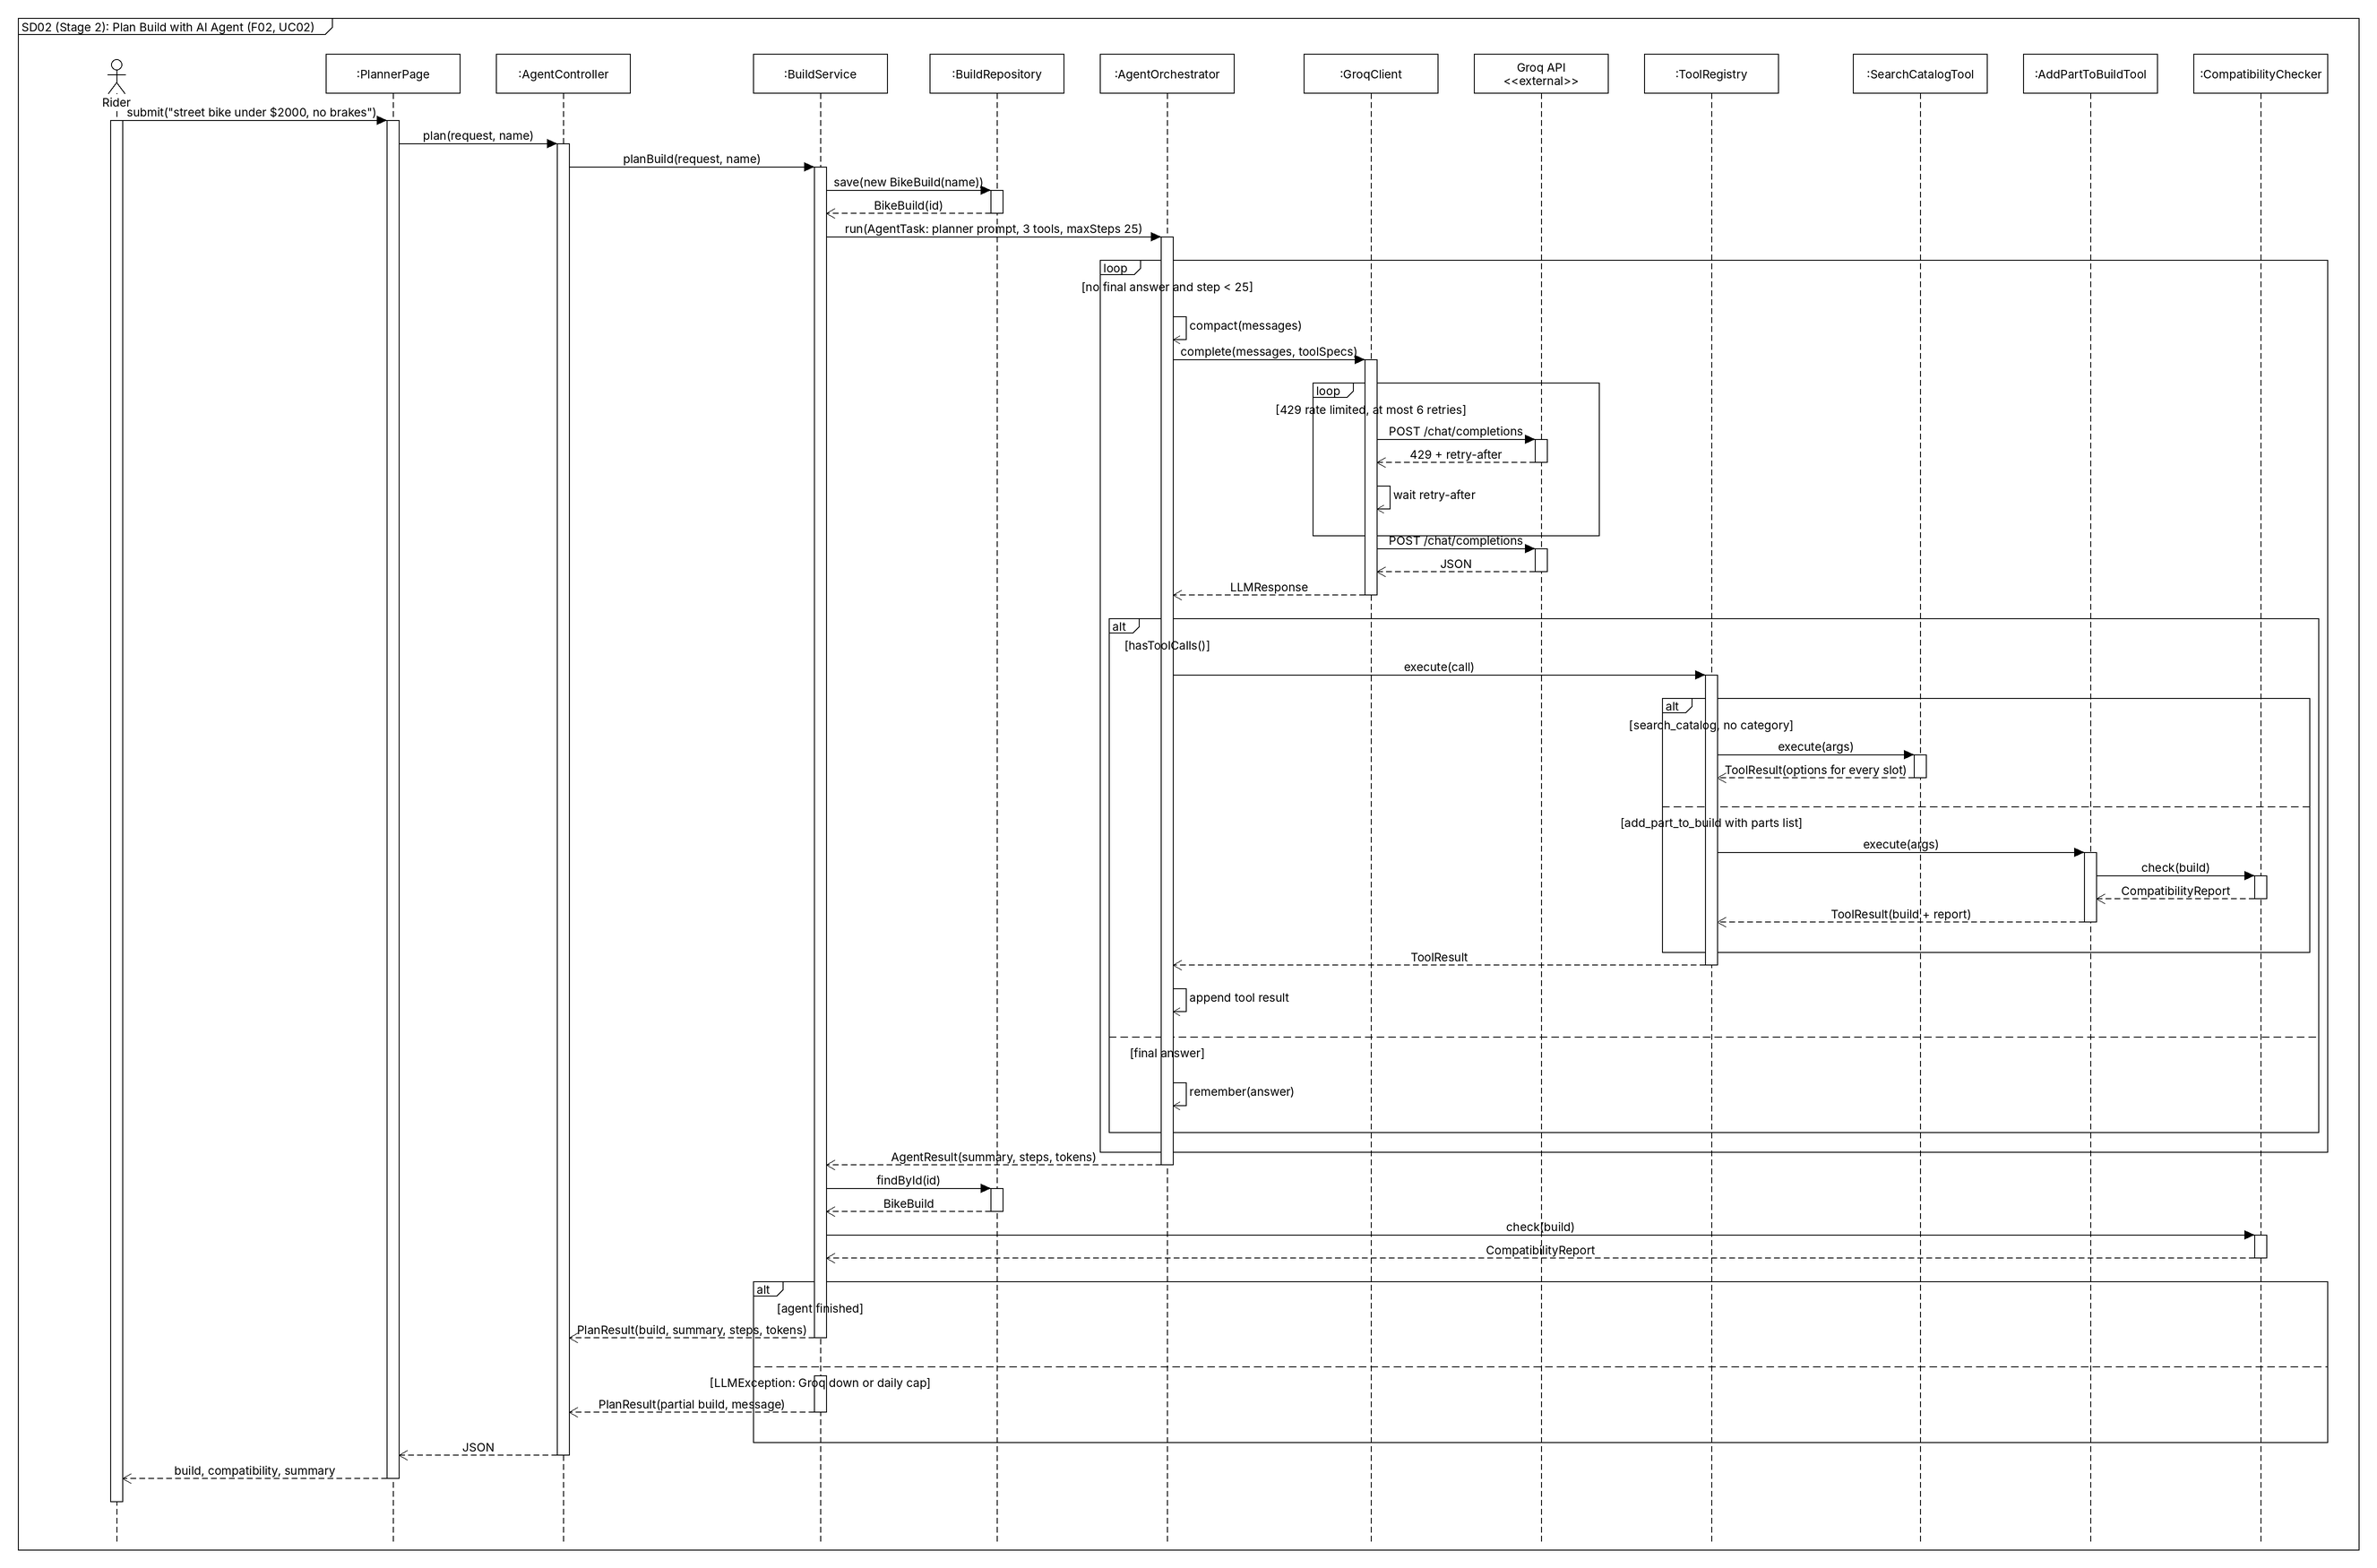 SD02 (Stage 2): Plan Build with AI Agent (F02, UC02)
:PlannerPage
:AgentController
:BuildService
:BuildRepository
:AgentOrchestrator
:GroqClient
Groq API
<<external>>
:ToolRegistry
:SearchCatalogTool
:AddPartToBuildTool
:CompatibilityChecker
Rider
submit("street bike under $2000, no brakes")
plan(request, name)
planBuild(request, name)
save(new BikeBuild(name))
BikeBuild(id)
run(AgentTask: planner prompt, 3 tools, maxSteps 25)
loop
[no final answer and step < 25]
compact(messages)
complete(messages, toolSpecs)
loop
[429 rate limited, at most 6 retries]
POST /chat/completions
429 + retry-after
wait retry-after
POST /chat/completions
JSON
LLMResponse
alt
[hasToolCalls()]
execute(call)
alt
[search_catalog, no category]
execute(args)
ToolResult(options for every slot)
[add_part_to_build with parts list]
execute(args)
check(build)
CompatibilityReport
ToolResult(build + report)
ToolResult
append tool result
[final answer]
remember(answer)
AgentResult(summary, steps, tokens)
findById(id)
BikeBuild
check(build)
CompatibilityReport
alt
[agent finished]
PlanResult(build, summary, steps, tokens)
[LLMException: Groq down or daily cap]
PlanResult(partial build, message)
JSON
build, compatibility, summary